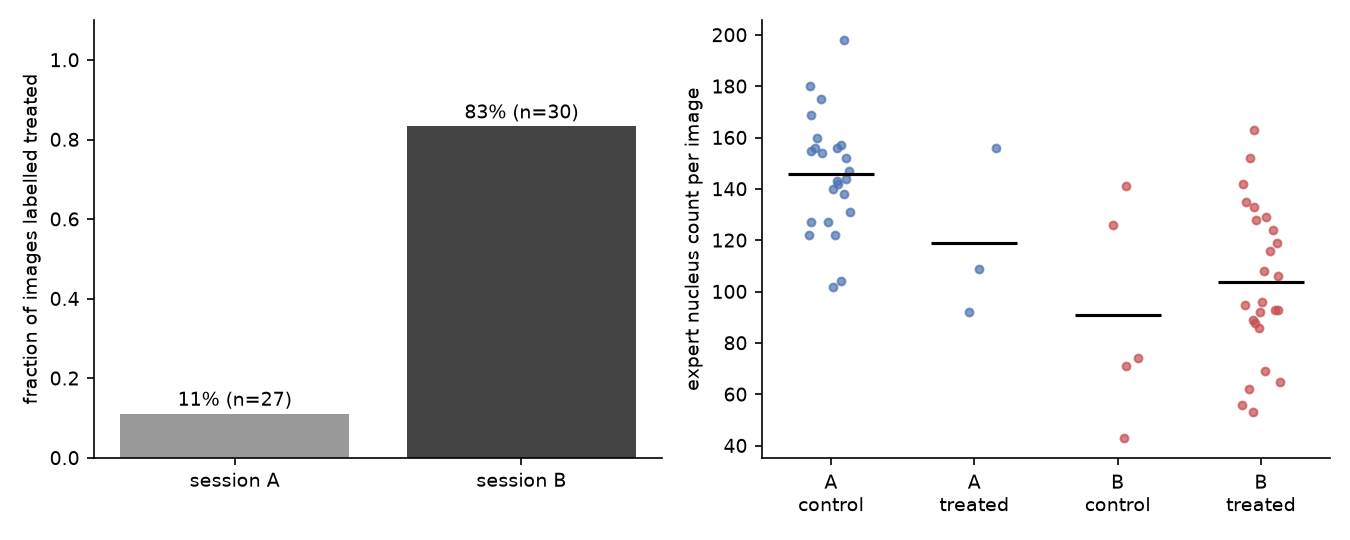 fraction of images labelled treated
1.0
0.8
0.6
0.4
0.2
0.0
11% (n=27)
83% (n=30)
session A
session B
expert nucleus count per image
200
180
160
140
120
100
80
60
40
A
control
A
treated
B
control
B
treated